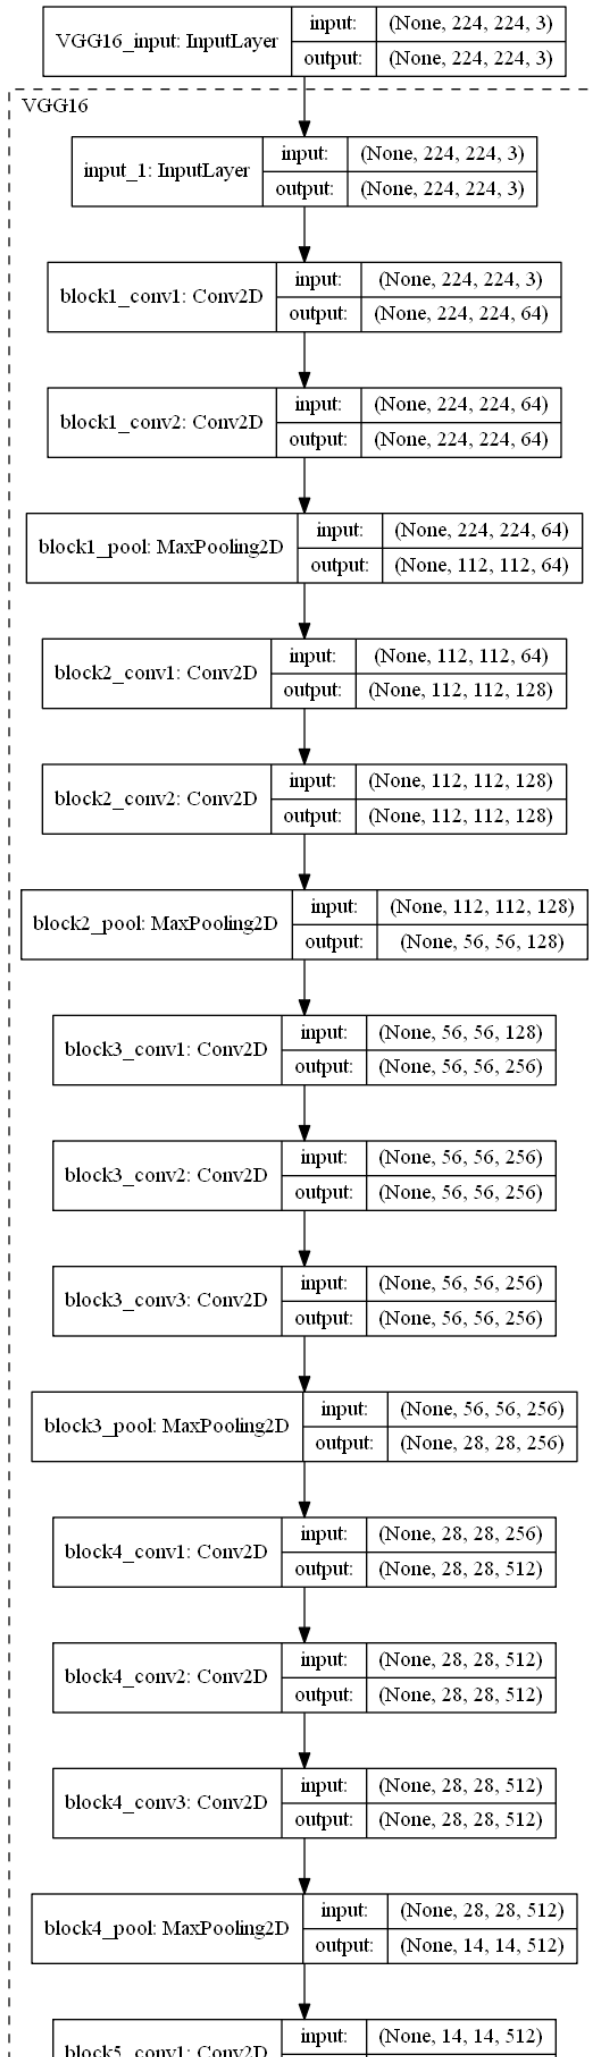 VGG16_input: InputLayer
input: (None, 224, 224, 3)
output: (None, 224, 224, 3)
VGG16
input_1: InputLayer
input: (None, 224, 224, 3)
output: (None, 224, 224, 3)
block1_conv1: Conv2D
input: (None, 224, 224, 3)
output: (None, 224, 224, 64)
block1_conv2: Conv2D
input: (None, 224, 224, 64)
output: (None, 224, 224, 64)
block1_pool: MaxPooling2D
input: (None, 224, 224, 64)
output: (None, 112, 112, 64)
block2_conv1: Conv2D
input: (None, 112, 112, 64)
output: (None, 112, 112, 128)
block2_conv2: Conv2D
input: (None, 112, 112, 128)
output: (None, 112, 112, 128)
block2_pool: MaxPooling2D
input: (None, 112, 112, 128)
output: (None, 56, 56, 128)
block3_conv1: Conv2D
input: (None, 56, 56, 128)
output: (None, 56, 56, 256)
block3_conv2: Conv2D
input: (None, 56, 56, 256)
output: (None, 56, 56, 256)
block3_conv3: Conv2D
input: (None, 56, 56, 256)
output: (None, 56, 56, 256)
block3_pool: MaxPooling2D
input: (None, 56, 56, 256)
output: (None, 28, 28, 256)
block4_conv1: Conv2D
input: (None, 28, 28, 256)
output: (None, 28, 28, 512)
block4_conv2: Conv2D
input: (None, 28, 28, 512)
output: (None, 28, 28, 512)
block4_conv3: Conv2D
input: (None, 28, 28, 512)
output: (None, 28, 28, 512)
block4_pool: MaxPooling2D
input: (None, 28, 28, 512)
output: (None, 14, 14, 512)
block5_conv1: Conv2D
input: (None, 14, 14, 512)